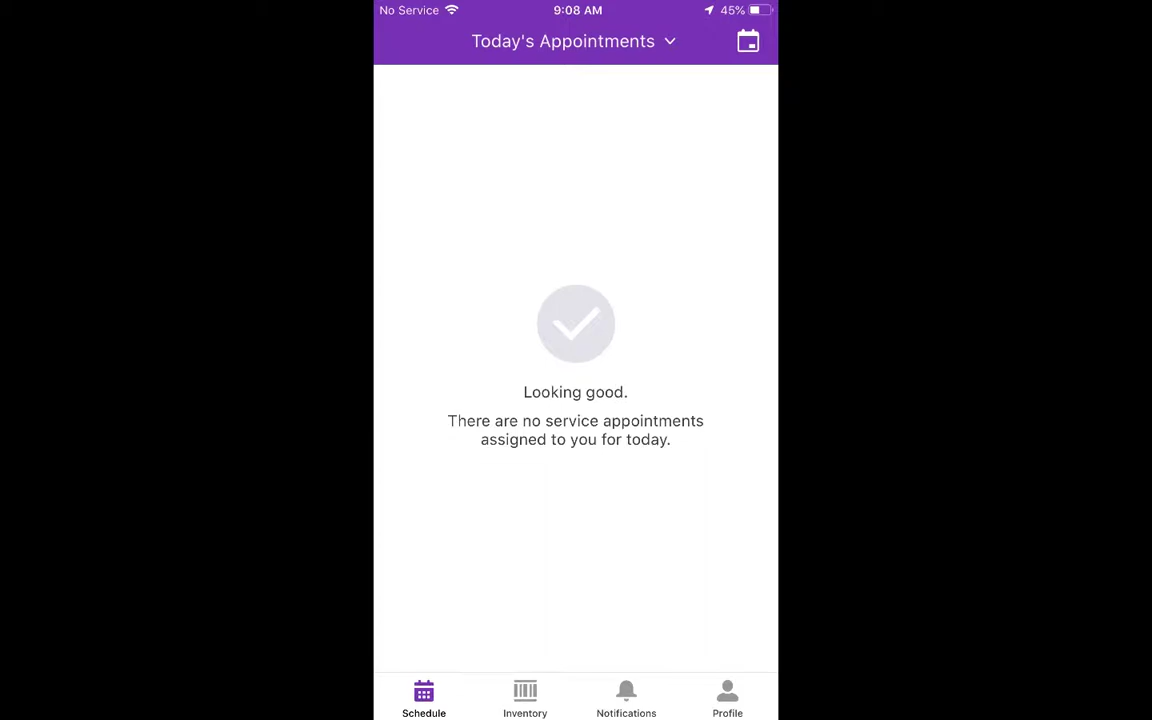 No Service 9:08 AM 45%
Today's Appointments
Looking good.
There are no service appointments
assigned to you for today.
Schedule Inventory Notifications Profile